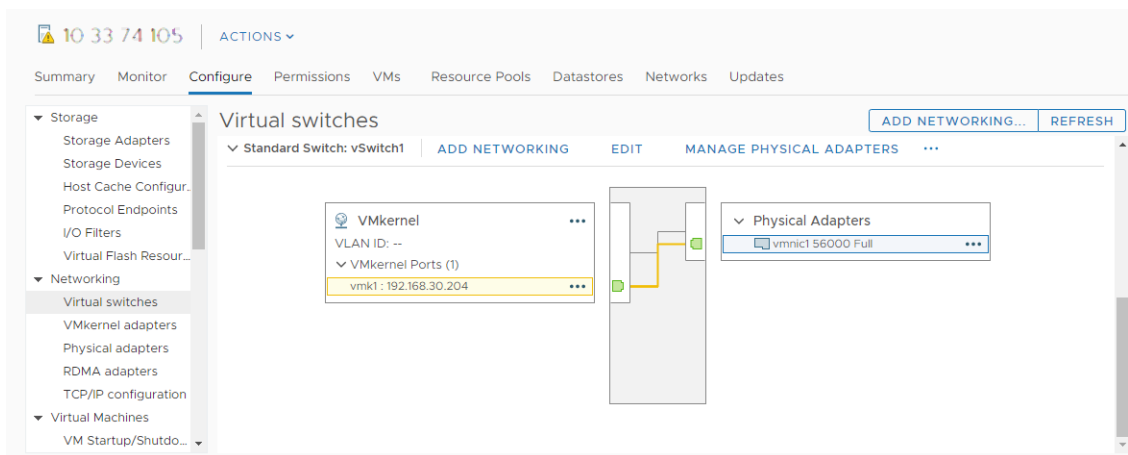 10 33 74 105 ACTIONS
Summary Monitor Configure Permissions VMs Resource Pools Datastores Networks Updates
Storage
Storage Adapters
Storage Devices
Host Cache Configur..
Protocol Endpoints
I/O Filters
Virtual Flash Resour...
Networking
Virtual switches
VMkernel adapters
Physical adapters
RDMA adapters
TCP/IP configuration
Virtual Machines
VM Startup/Shutdo...
Virtual switches
ADD NETWORKING... REFRESH
Standard Switch: vSwitch1 ADD NETWORKING EDIT MANAGE PHYSICAL ADAPTERS ...
VMkernel ...
VLAN ID: --
VMkernel Ports (1)
vmk1 : 192.168.30.204 ...
Physical Adapters
vmnic1 56000 Full ...